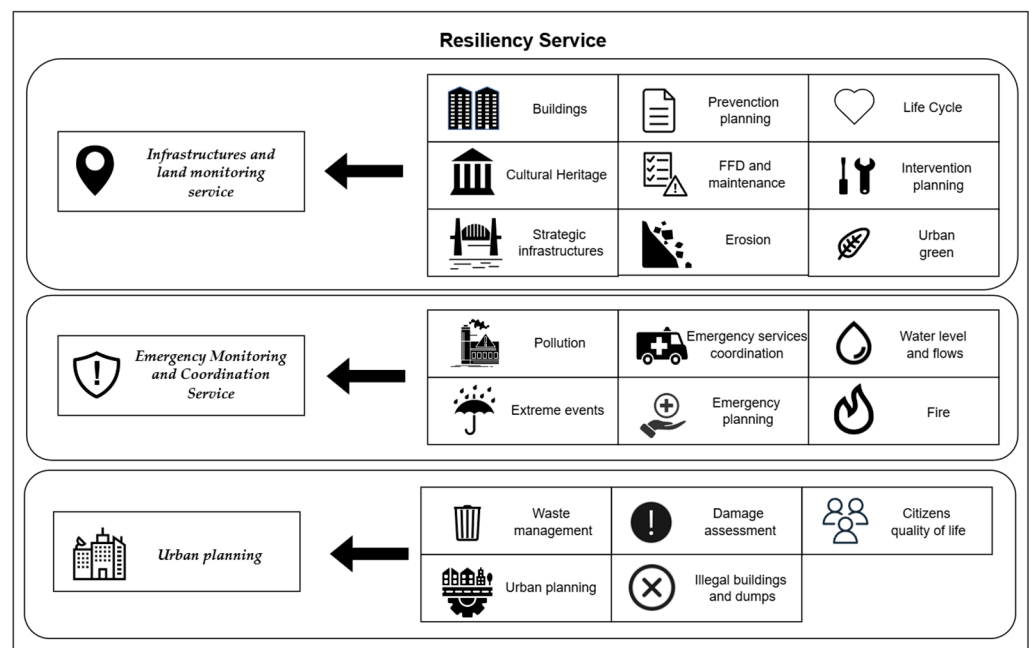 Resiliency Service
Infrastructures and
land monitoring
service
Buildings
Prevenction
planning
Life Cycle
Cultural Heritage
FFD and
maintenance
Intervention
planning
Strategic
infrastructures
Erosion
Urban
green
Emergency Monitoring
and Coordination
Service
Pollution
Emergency services
coordination
Water level
and flows
Extreme events
Emergency
planning
Fire
Urban planning
Waste
management
Damage
assessment
Citizens
quality of life
Urban planning
Illegal buildings
and dumps